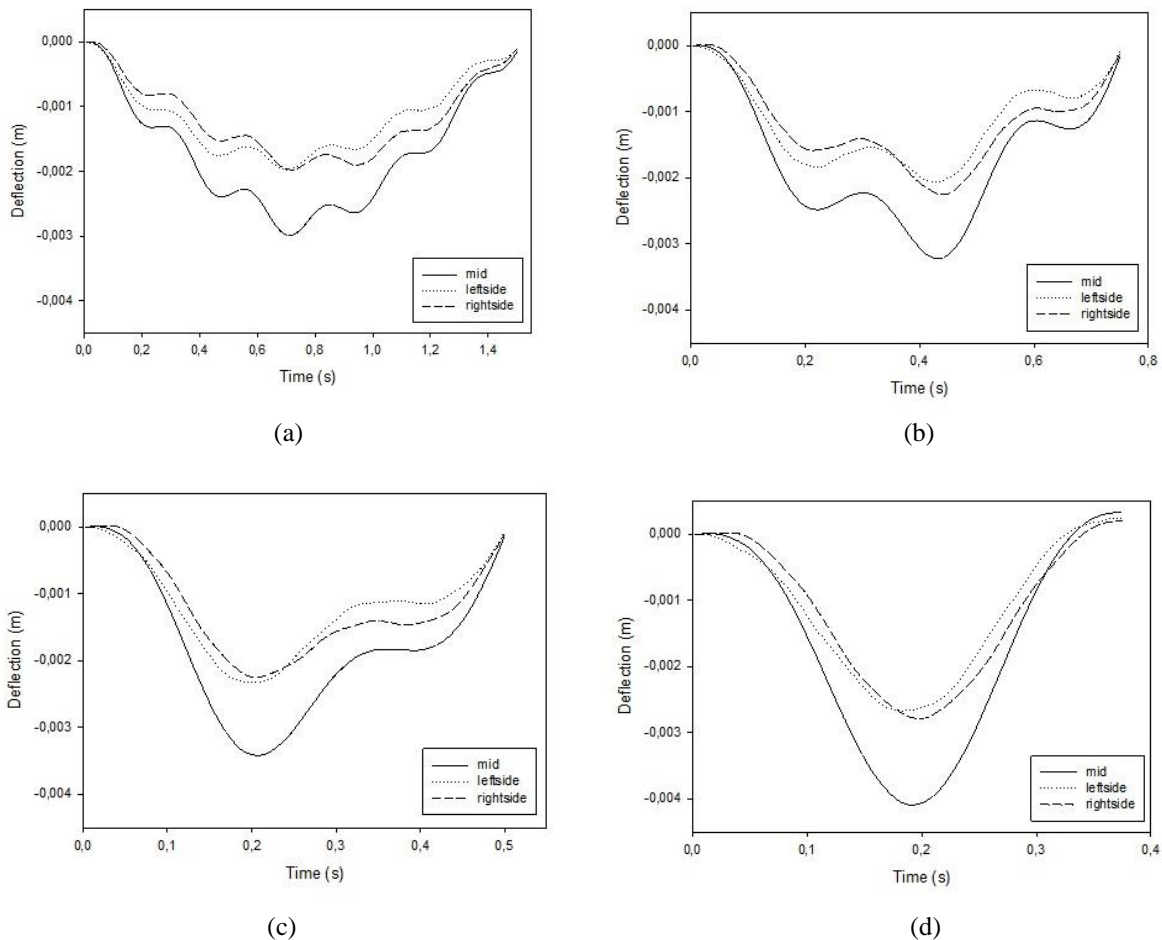 0,000
-0,001
-0,002
-0,003
-0,004
Deflection (m)
mid
leftside
rightside
0,0 0,2 0,4 0,6 0,8 1,0 1,2 1,4
Time (s)
(a)
0,000
-0,001
-0,002
-0,003
-0,004
Deflection (m)
mid
leftside
rightside
0,0 0,2 0,4 0,6 0,8
Time (s)
(b)
0,000
-0,001
-0,002
-0,003
-0,004
Deflection (m)
mid
leftside
rightside
0,0 0,1 0,2 0,3 0,4 0,5
Time (s)
(c)
0,000
-0,001
-0,002
-0,003
-0,004
Deflection (m)
mid
leftside
rightside
0,0 0,1 0,2 0,3 0,4
Time (s)
(d)